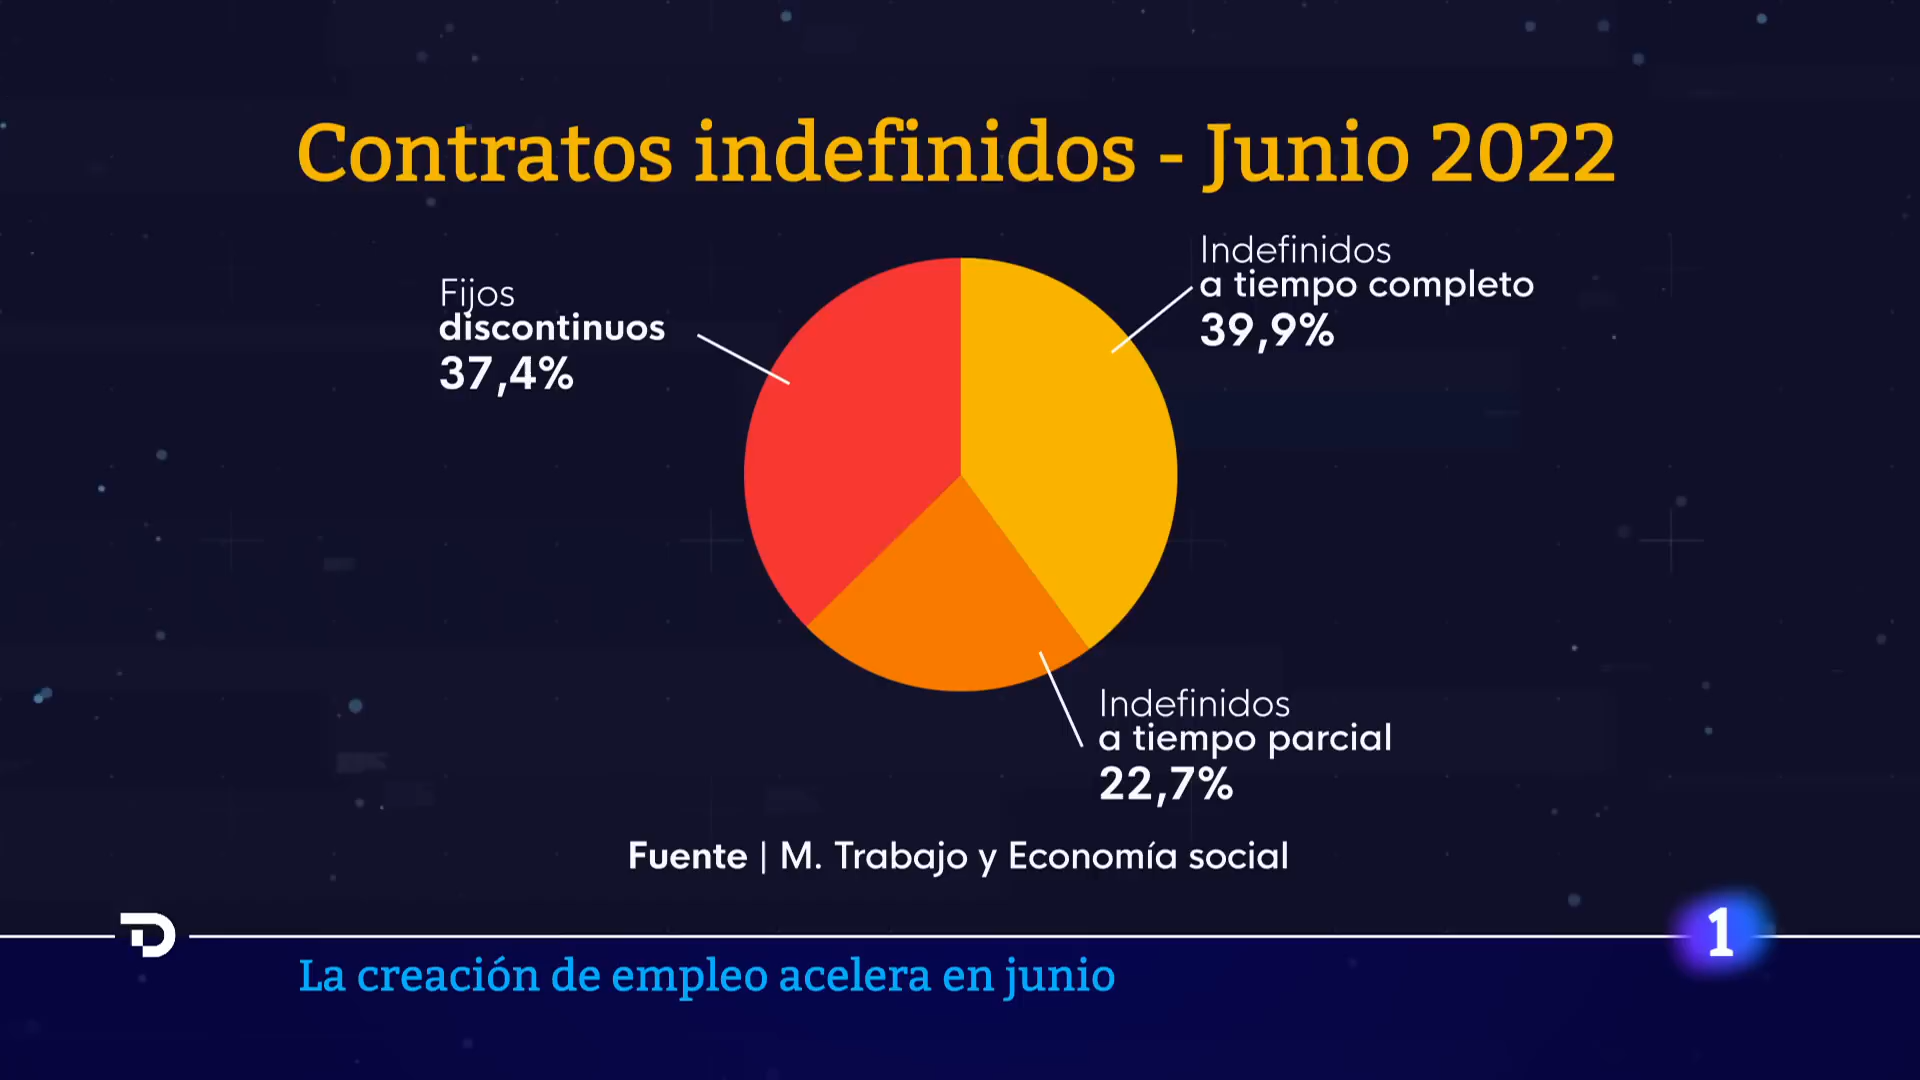 Contratos indefinidos - Junio 2022
Fijos
discontinuos
37,4%
Indefinidos
a tiempo completo
39,9%
Indefinidos
a tiempo parcial
22,7%
Fuente | M. Trabajo y Economía social
D
1
La creación de empleo acelera en junio